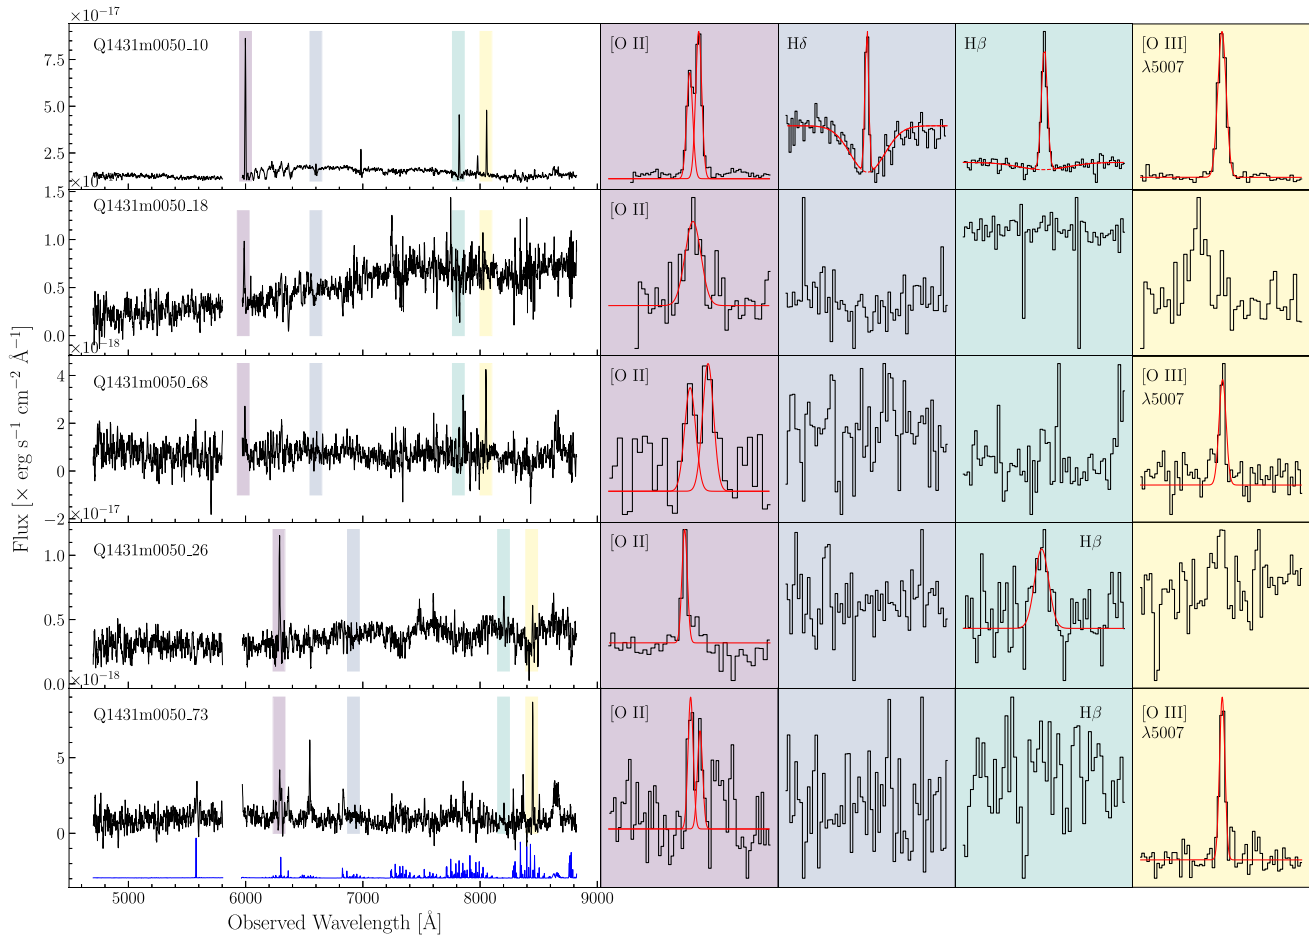 ×10−17
Q1431m0050_10
7.5
5.0
2.5
[O II]
Hδ
Hβ
[O III]
λ5007
1.5
Q1431m0050_18
1.0
0.5
0.0
[O II]
×10−18
Q1431m0050_68
4
2
0
−2
[O II]
[O III]
λ5007
×10−17
Q1431m0050_26
1.0
0.5
0.0
[O II]
Hβ
×10−18
Q1431m0050_73
5
0
[O II]
Hβ
[O III]
λ5007
Flux [× erg s−1 cm−2 Å−1]
5000 6000 7000 8000 9000
Observed Wavelength [Å]